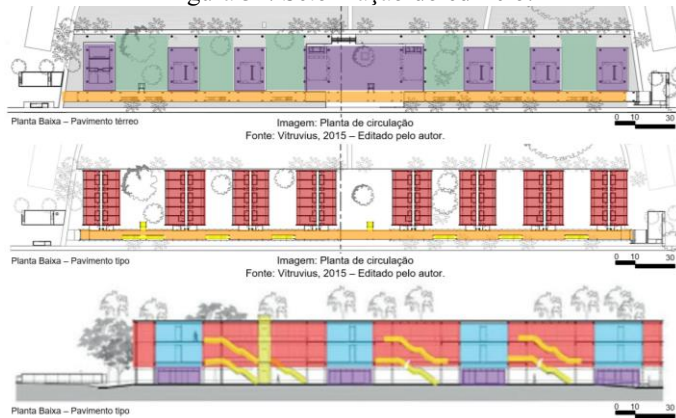 Planta Baixa – Pavimento térreo
Imagem: Planta de circulação
Fonte: Vitruvius, 2015 – Editado pelo autor.
0 10 30
Planta Baixa – Pavimento tipo
Imagem: Planta de circulação
Fonte: Vitruvius, 2015 – Editado pelo autor.
0 10 30
Planta Baixa – Pavimento tipo
0 10 30